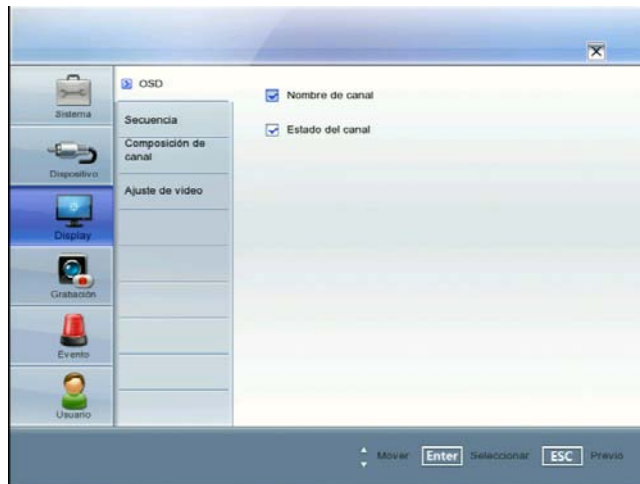 Sistema
Dispositivo
Display
Grabación
Evento
Usuario
OSD
Secuencia
Composición de
canal
Ajuste de video
Nombre de canal
Estado del canal
Mover Enter Seleccionar ESC Previo